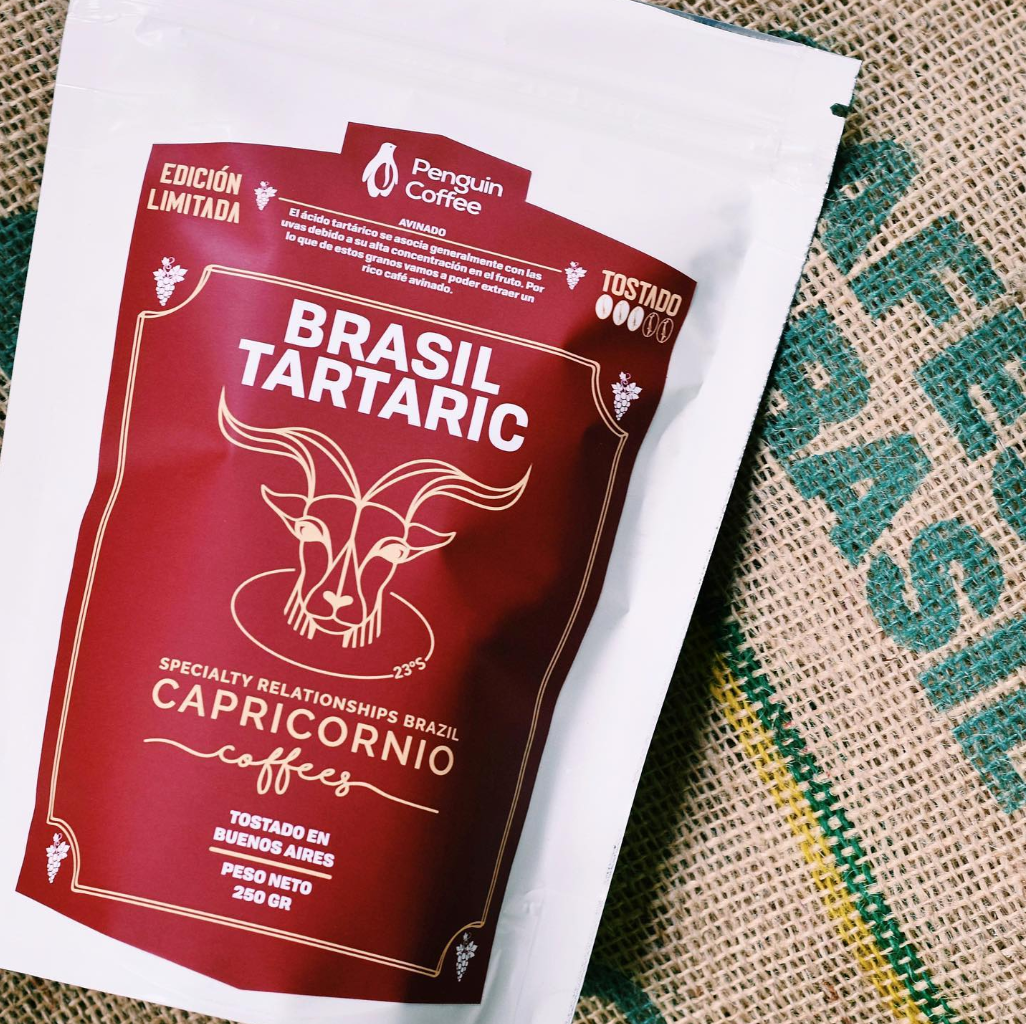 Penguin
Coffee
EDICIÓN
LIMITADA
AVINADO
El ácido tartárico se asocia generalmente con las
uvas debido a su alta concentración en el fruto. Por
lo que de estos granos vamos a poder extraer un
rico café avinado.
TOSTADO
BRASIL
TARTARIC
23°S
SPECIALTY RELATIONSHIPS BRAZIL
CAPRICORNIO
coffees
TOSTADO EN
BUENOS AIRES
PESO NETO
250 GR
AFES
RASIL